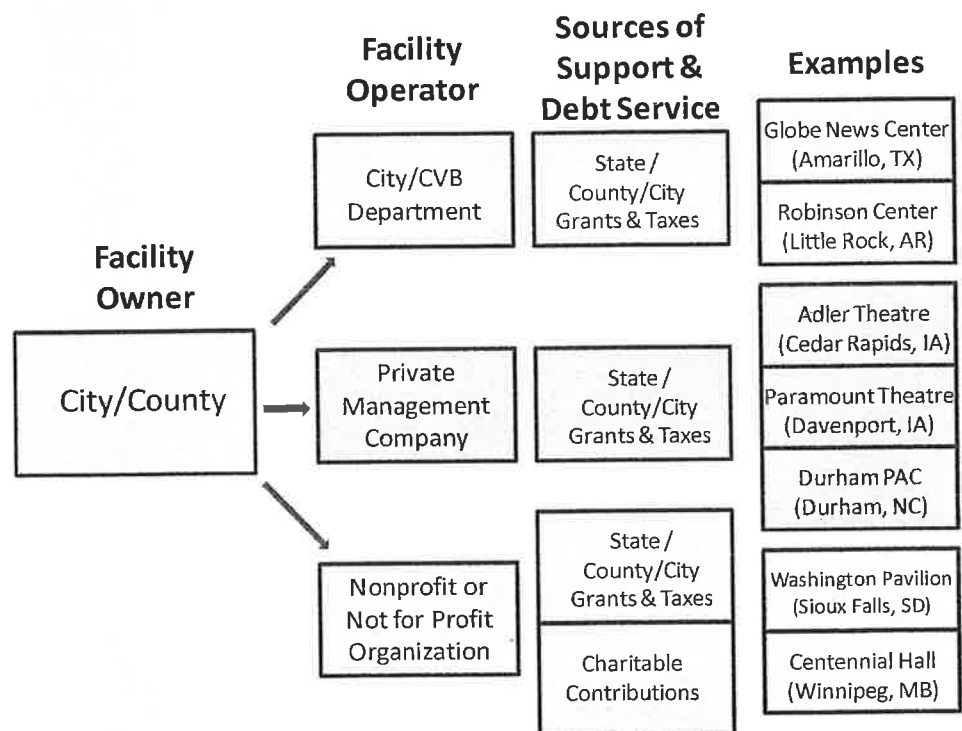 Facility
Operator
Sources of
Support &
Debt Service
Examples
City/CVB
Department
State /
County/City
Grants & Taxes
Globe News Center
(Amarillo, TX)
Robinson Center
(Little Rock, AR)
Facility
Owner
City/County
Private
Management
Company
State /
County/City
Grants & Taxes
Adler Theatre
(Cedar Rapids, IA)
Paramount Theatre
(Davenport, IA)
Durham PAC
(Durham, NC)
Nonprofit or
Not for Profit
Organization
State /
County/City
Grants & Taxes
Charitable
Contributions
Washington Pavilion
(Sioux Falls, SD)
Centennial Hall
(Winnipeg, MB)